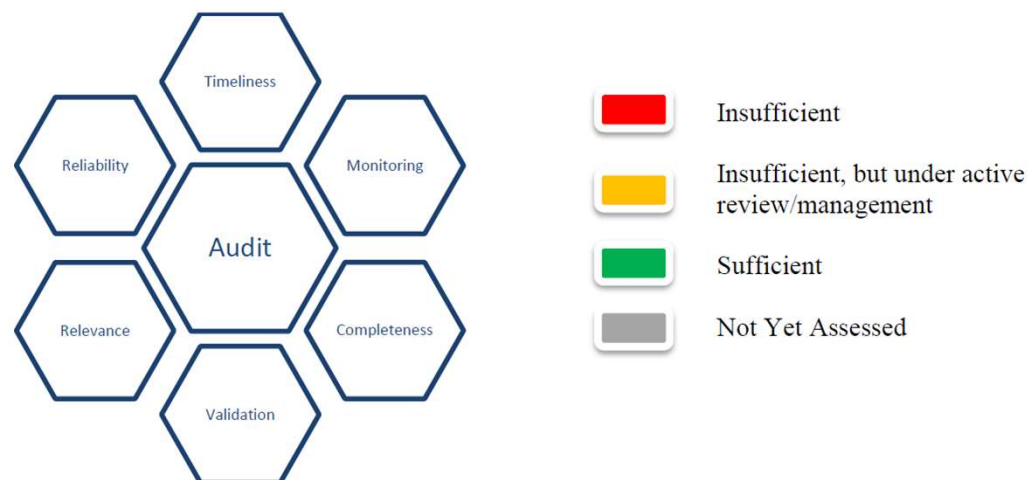 Timeliness
Reliability
Monitoring
Audit
Relevance
Completeness
Validation
Insufficient
Insufficient, but under active
review/management
Sufficient
Not Yet Assessed